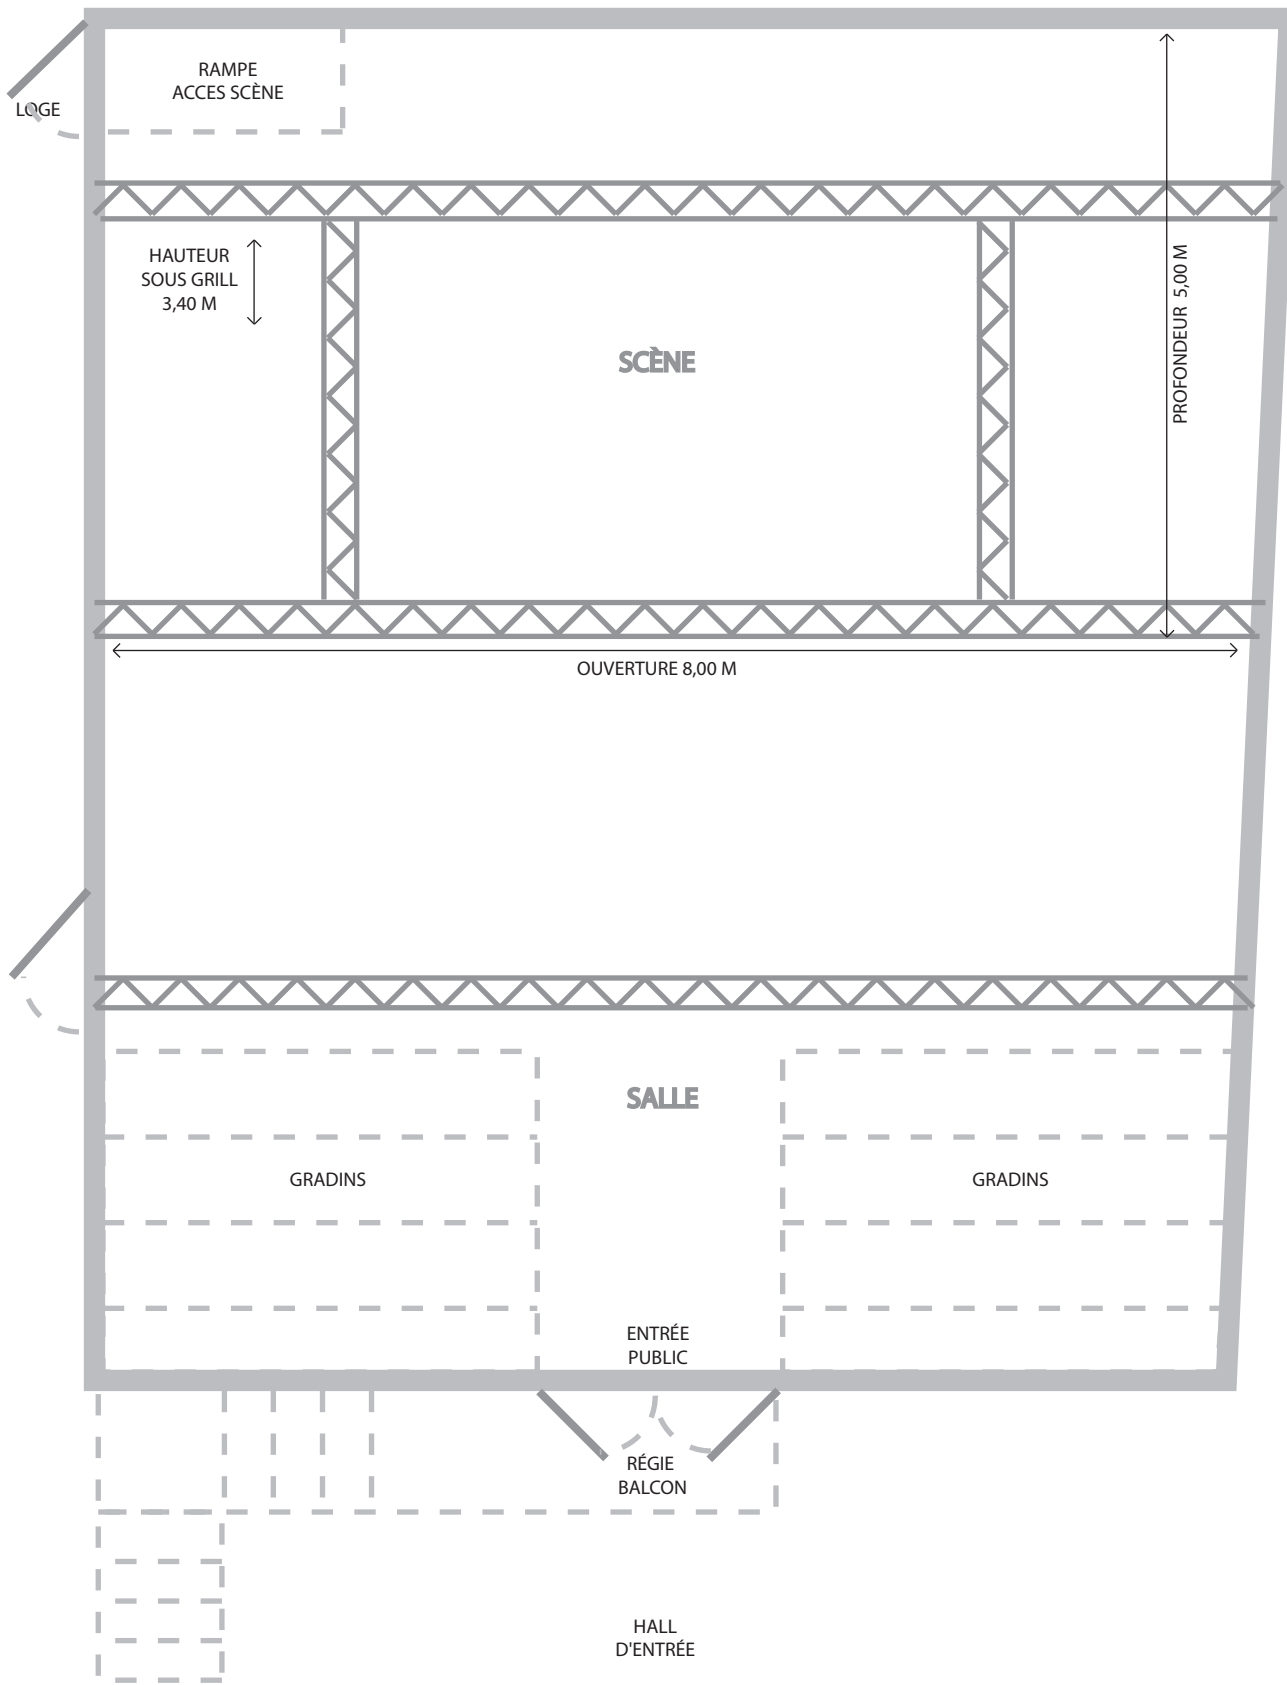 RAMPE
ACCES SCÈNE
LOGE
HAUTEUR
SOUS GRILL
3,40 M
PROFONDEUR 5,00 M
SCÈNE
OUVERTURE 8,00 M
SALLE
GRADINS
GRADINS
ENTRÉE
PUBLIC
RÉGIE
BALCON
HALL
D'ENTRÉE